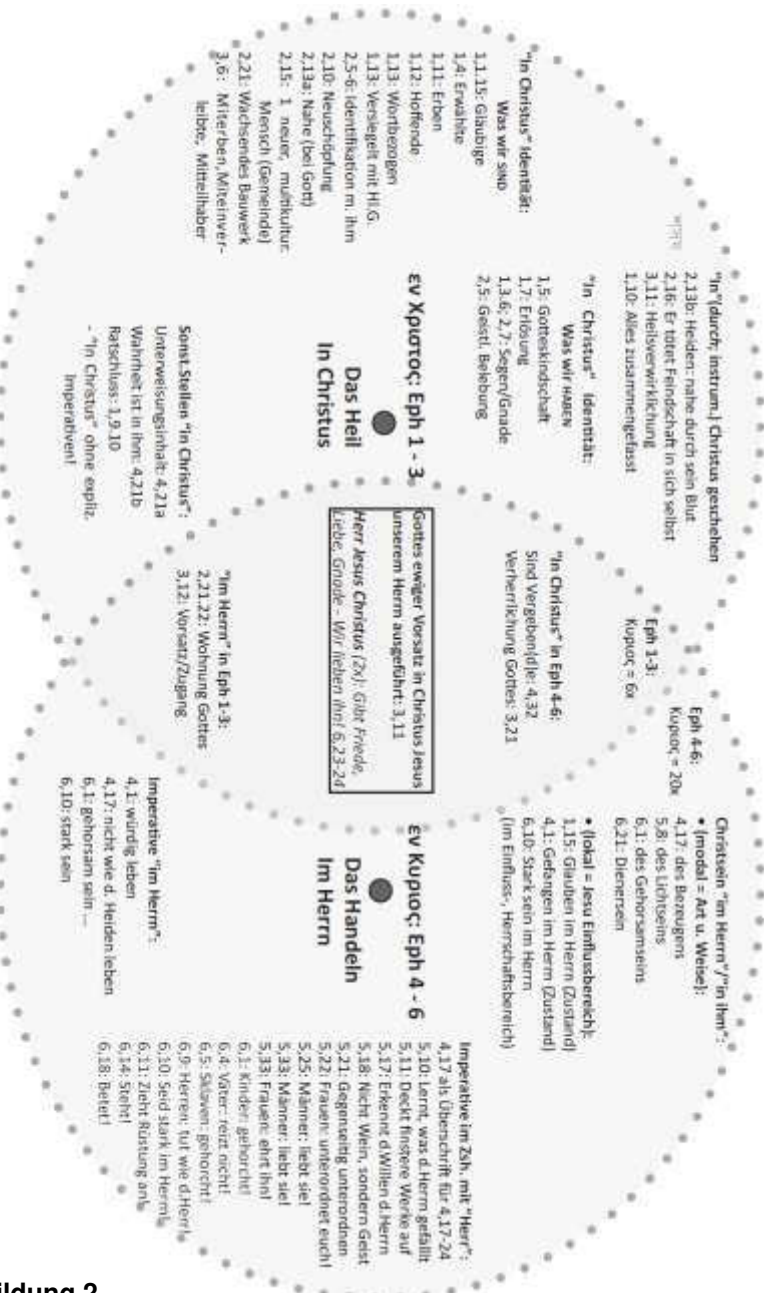 "In Christus" Identität:
Was wir SIND
1,1.15: Gläubige
1,4: Erwählte
1,11: Erben
1,12: Hoffende
1,13: Wortbezogen
1,13: Versiegelt mit Hl.G.
2,5-6: Identifikation m. ihm
2,10: Neuschöpfung
2,13a: Nahe (bei Gott)
2,15: 1 neuer, multikultur.
Mensch (Gemeinde)
2,21: Wachsendes Bauwerk
3,6: Miterben, Miteinver-
leibte, Mitteilhaber
"In"(durch; instrum.) Christus geschehen
2,13b: Heiden: nahe durch sein Blut
2,16: Er tötet Feindschaft in sich selbst
3,11: Heilsverwirklichung
1,10: Alles zusammengefasst
"In Christus" Identität:
Was wir HABEN
1,5: Gotteskindschaft
1,7: Erlösung
1,3.6; 2,7: Segen/Gnade
2,5: Geistl. Belebung
εν Χριστος: Eph 1 - 3
Das Heil
In Christus
Sonst.Stellen "in Christus":
Unterweisungsinhalt: 4,21a
Wahrheit ist in ihm: 4,21b
Ratschluss: 1,9.10
- "In Christus" ohne expliz.
Imperativen!
Eph 1-3:
Κυριος = 6x
Eph 4-6:
Κυριος = 20x
"In Christus" in Eph 4-6:
Sind Vergeben(d)e: 4,32
Verherrlichung Gottes: 3,21
Gottes ewiger Vorsatz in Christus Jesus
unserem Herrn ausgeführt: 3,11
Herr Jesus Christus (2x): Gibt Friede,
Liebe, Gnade - Wir lieben ihn! 6,23-24
"Im Herrn" in Eph 1-3:
2,21.22: Wohnung Gottes
3,12: Vorsatz/Zugang
Christsein "im Herrn"/"in ihm":
• (modal = Art u. Weise):
4,17: des Bezeugens
5,8: des Lichtseins
6,1: des Gehorsamseins
6,21: Dienersein
• (lokal = Jesu Einflussbereich):
1,15: Glauben im Herrn (Zustand)
4,1: Gefangen im Herrn (Zustand)
6,10: Stark sein im Herrn
(im Einfluss-, Herrschaftsbereich)
εν Κυριος: Eph 4 - 6
Das Handeln
Im Herrn
Imperative "im Herrn":
4,1: würdig leben
4,17: nicht wie d. Heiden leben
6,1: gehorsam sein ...
6,10: stark sein
Imperative im Zsh. mit "Herr":
4,17 als Überschrift für 4,17-24
5,10: Lernt, was d.Herrn gefällt
5,11: Deckt finstere Werke auf
5,17: Erkennt d.Willen d.Herrn
5,18: Nicht Wein, sondern Geist
5,21: Gegenseitig unterordnen
5,22: Frauen: unterordnet euch!
5,25: Männer: liebt sie!
5,33: Männer: liebt sie!
5,33: Frauen: ehrt ihn!
6,1: Kinder: gehorcht!
6,4: Väter: reizt nicht!
6,5: Sklaven: gehorcht!
6,9: Herren: tut wie d.Herr!
6,10: Seid stark im Herrn!
6,11: Zieht Rüstung an!
6,14: Steht!
6,18: Betet!
ildung 2